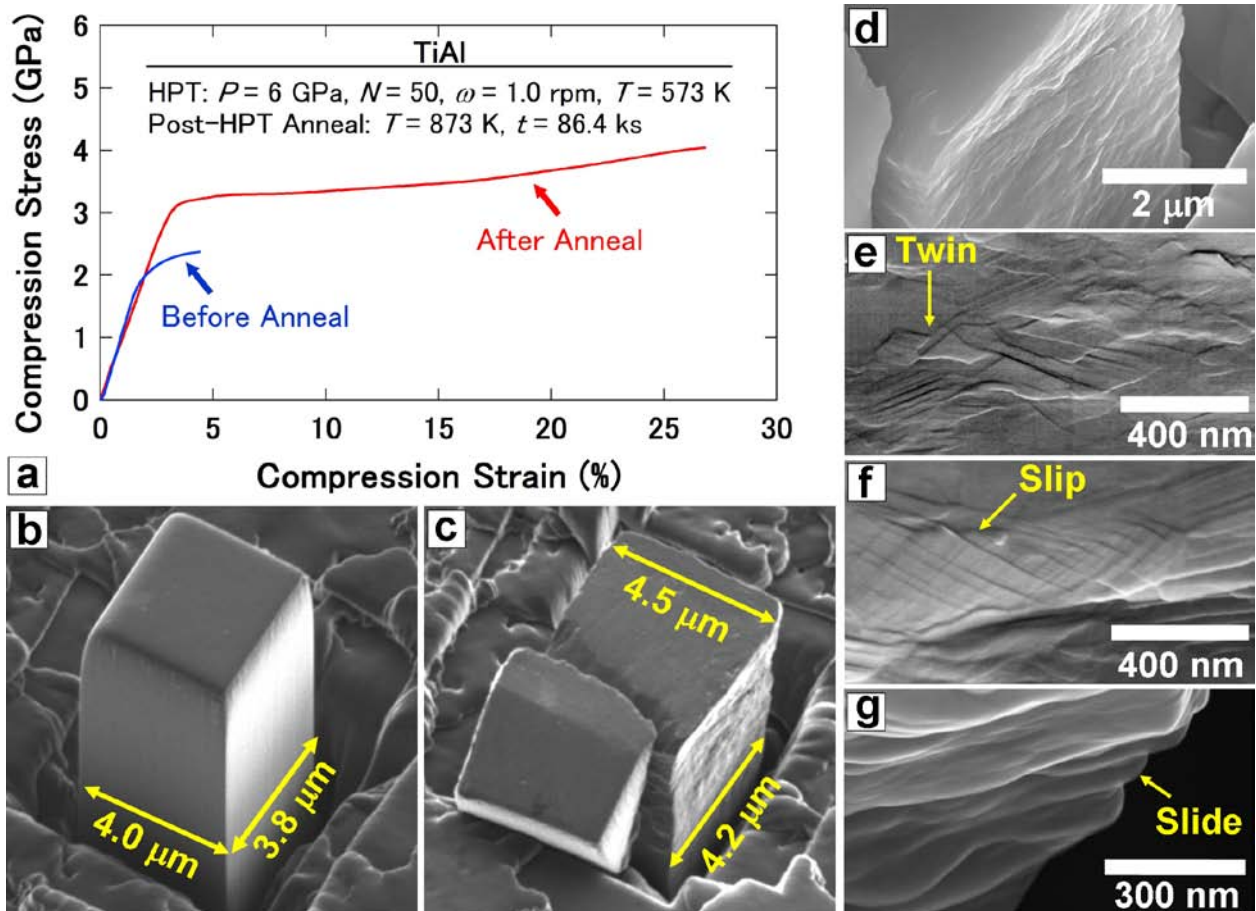 6
5
4
3
2
1
0
Compression Stress (GPa)
TiAl
HPT: P = 6 GPa, N = 50, ω = 1.0 rpm, T = 573 K
Post-HPT Anneal: T = 873 K, t = 86.4 ks
After Anneal
Before Anneal
0 5 10 15 20 25 30
Compression Strain (%)
a
b
4.0 μm
3.8 μm
c
4.5 μm
4.2 μm
d
2 μm
e
Twin
400 nm
f
Slip
400 nm
g
Slide
300 nm